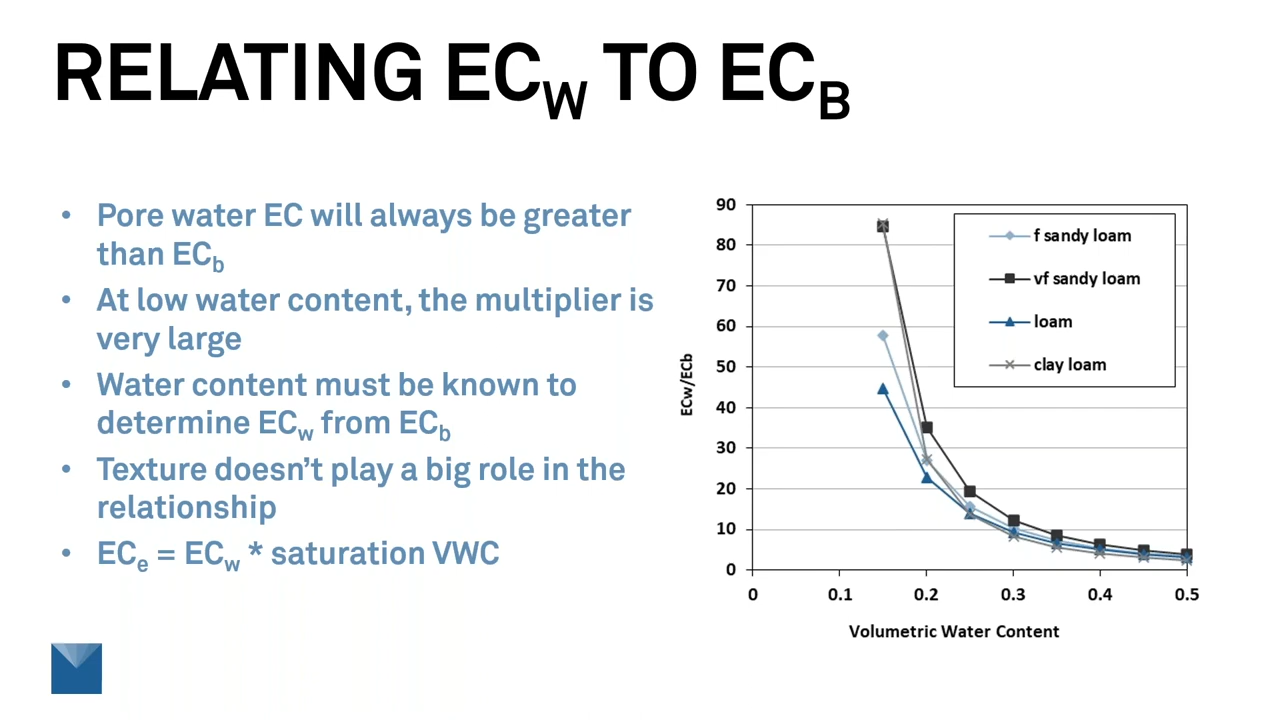 RELATING ECW TO ECB
• Pore water EC will always be greater
than ECb
• At low water content, the multiplier is
very large
• Water content must be known to
determine ECw from ECb
• Texture doesn’t play a big role in the
relationship
• ECe = ECw * saturation VWC
90
80
70
60
50
40
30
20
10
0
ECw/ECb
f sandy loam
vf sandy loam
loam
clay loam
0 0.1 0.2 0.3 0.4 0.5
Volumetric Water Content